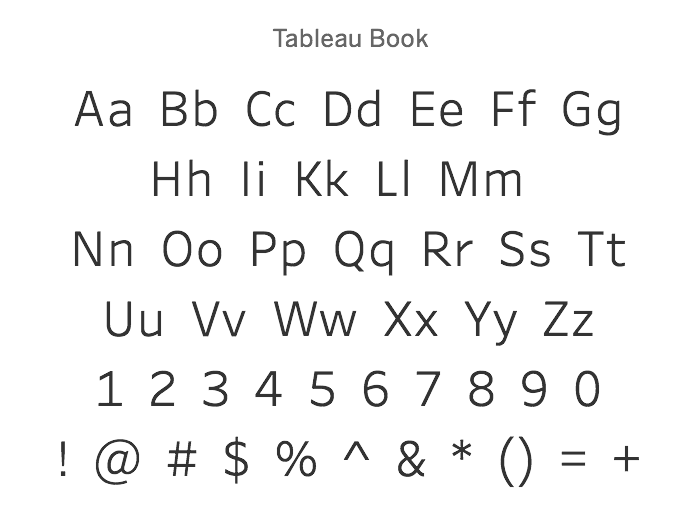 Tableau Book
Aa Bb Cc Dd Ee Ff Gg
Hh Ii Kk Ll Mm
Nn Oo Pp Qq Rr Ss Tt
Uu Vv Ww Xx Yy Zz
1 2 3 4 5 6 7 8 9 0
! @ # $ % ^ & * () = +